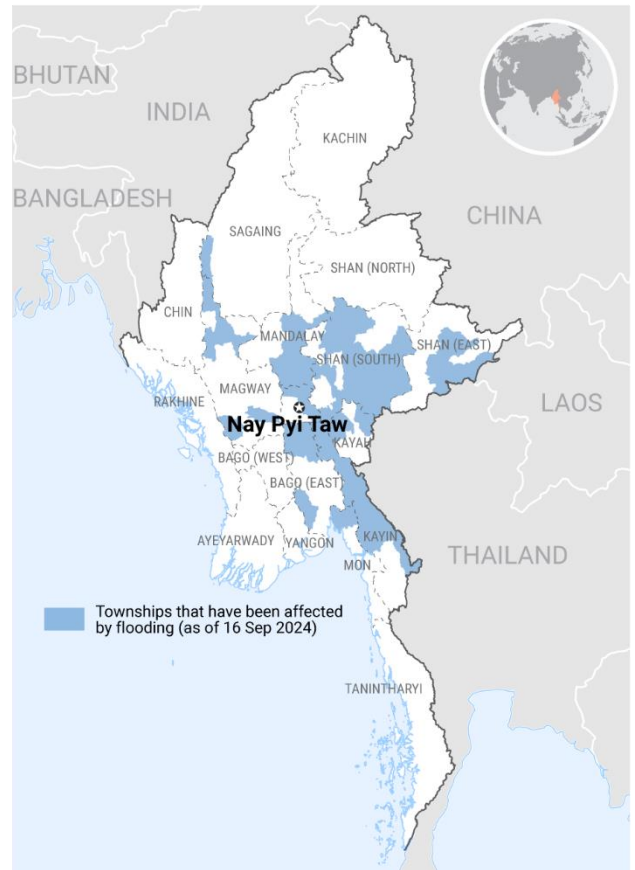 BHUTAN
INDIA
KACHIN
BANGLADESH
CHINA
SAGAING
SHAN (NORTH)
CHIN
MANDALAY
SHAN (EAST)
SHAN (SOUTH)
MAGWAY
RAKHINE
LAOS
Nay Pyi Taw
KAYAH
BAGO (WEST)
BAGO (EAST)
AYEYARWADY
YANGON
KAYIN
THAILAND
MON
Townships that have been affected
by flooding (as of 16 Sep 2024)
TANINTHARYI